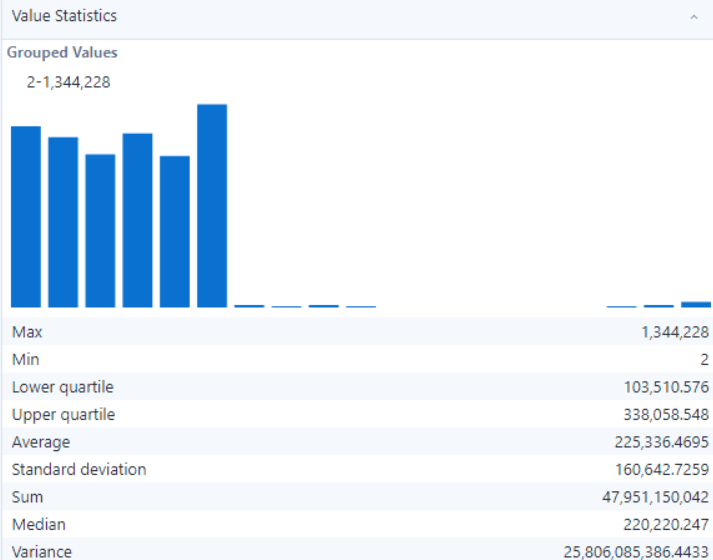 Value Statistics
Grouped Values
2-1,344,228
Max 1,344,228
Min 2
Lower quartile 103,510.576
Upper quartile 338,058.548
Average 225,336.4695
Standard deviation 160,642.7259
Sum 47,951,150,042
Median 220,220.247
Variance 25,806,085,386.4433